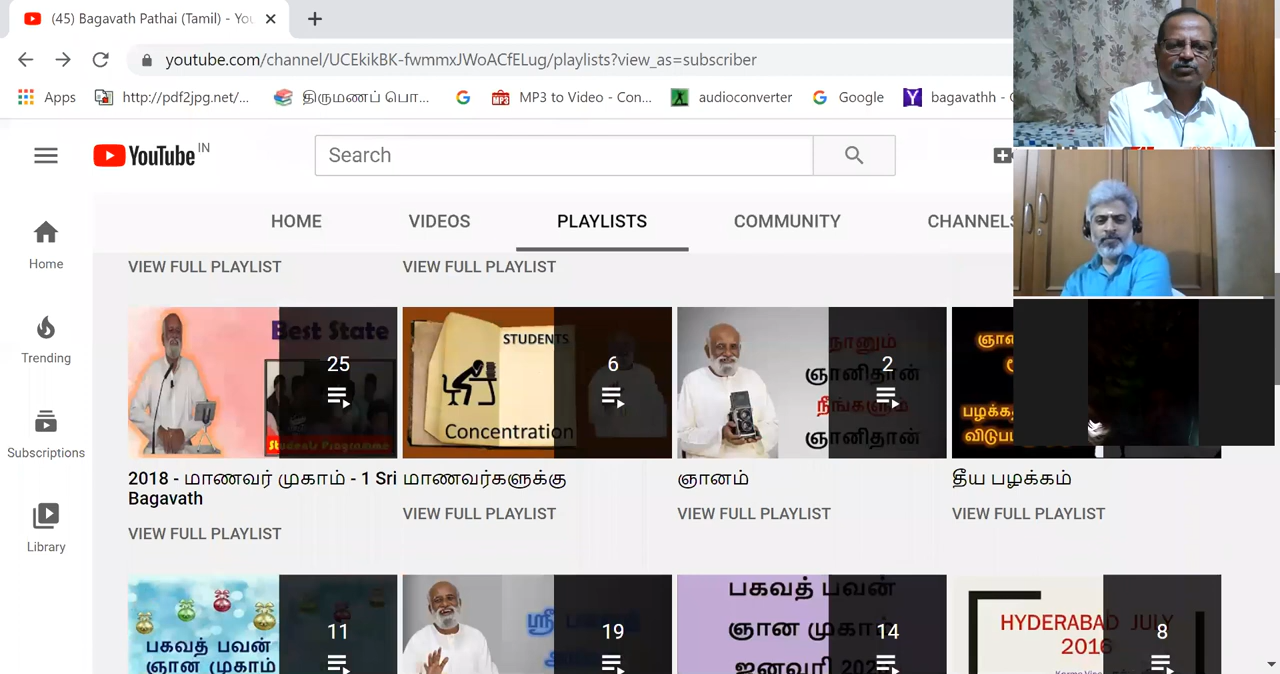 (45) Bagavath Pathai (Tamil) - You
youtube.com/channel/UCEkikBK-fwmmxJWoACfELug/playlists?view_as=subscriber
Apps
http://pdf2jpg.net/...
திருமணப் பொ...
MP3 to Video - Con...
audioconverter
Google
bagavathh -
YouTube IN
Search
HOME
VIDEOS
PLAYLISTS
COMMUNITY
CHANNELS
Home
Trending
Subscriptions
Library
VIEW FULL PLAYLIST
VIEW FULL PLAYLIST
Best State
25
Students Programme
STUDENTS
6
Concentration
நானும்
2
ஞானிதான்
நீங்களும்
ஞானிதான்
2018 - மாணவர் முகாம் - 1 Sri
Bagavath
VIEW FULL PLAYLIST
மாணவர்களுக்கு
VIEW FULL PLAYLIST
ஞானம்
VIEW FULL PLAYLIST
தீய பழக்கம்
VIEW FULL PLAYLIST
11
பகவத் பவன்
ஞான முகாம்
19
ஸ்ரீ
பகவத் பவன்
14
ஜனவரி
HYDERABAD JULY
2016
8